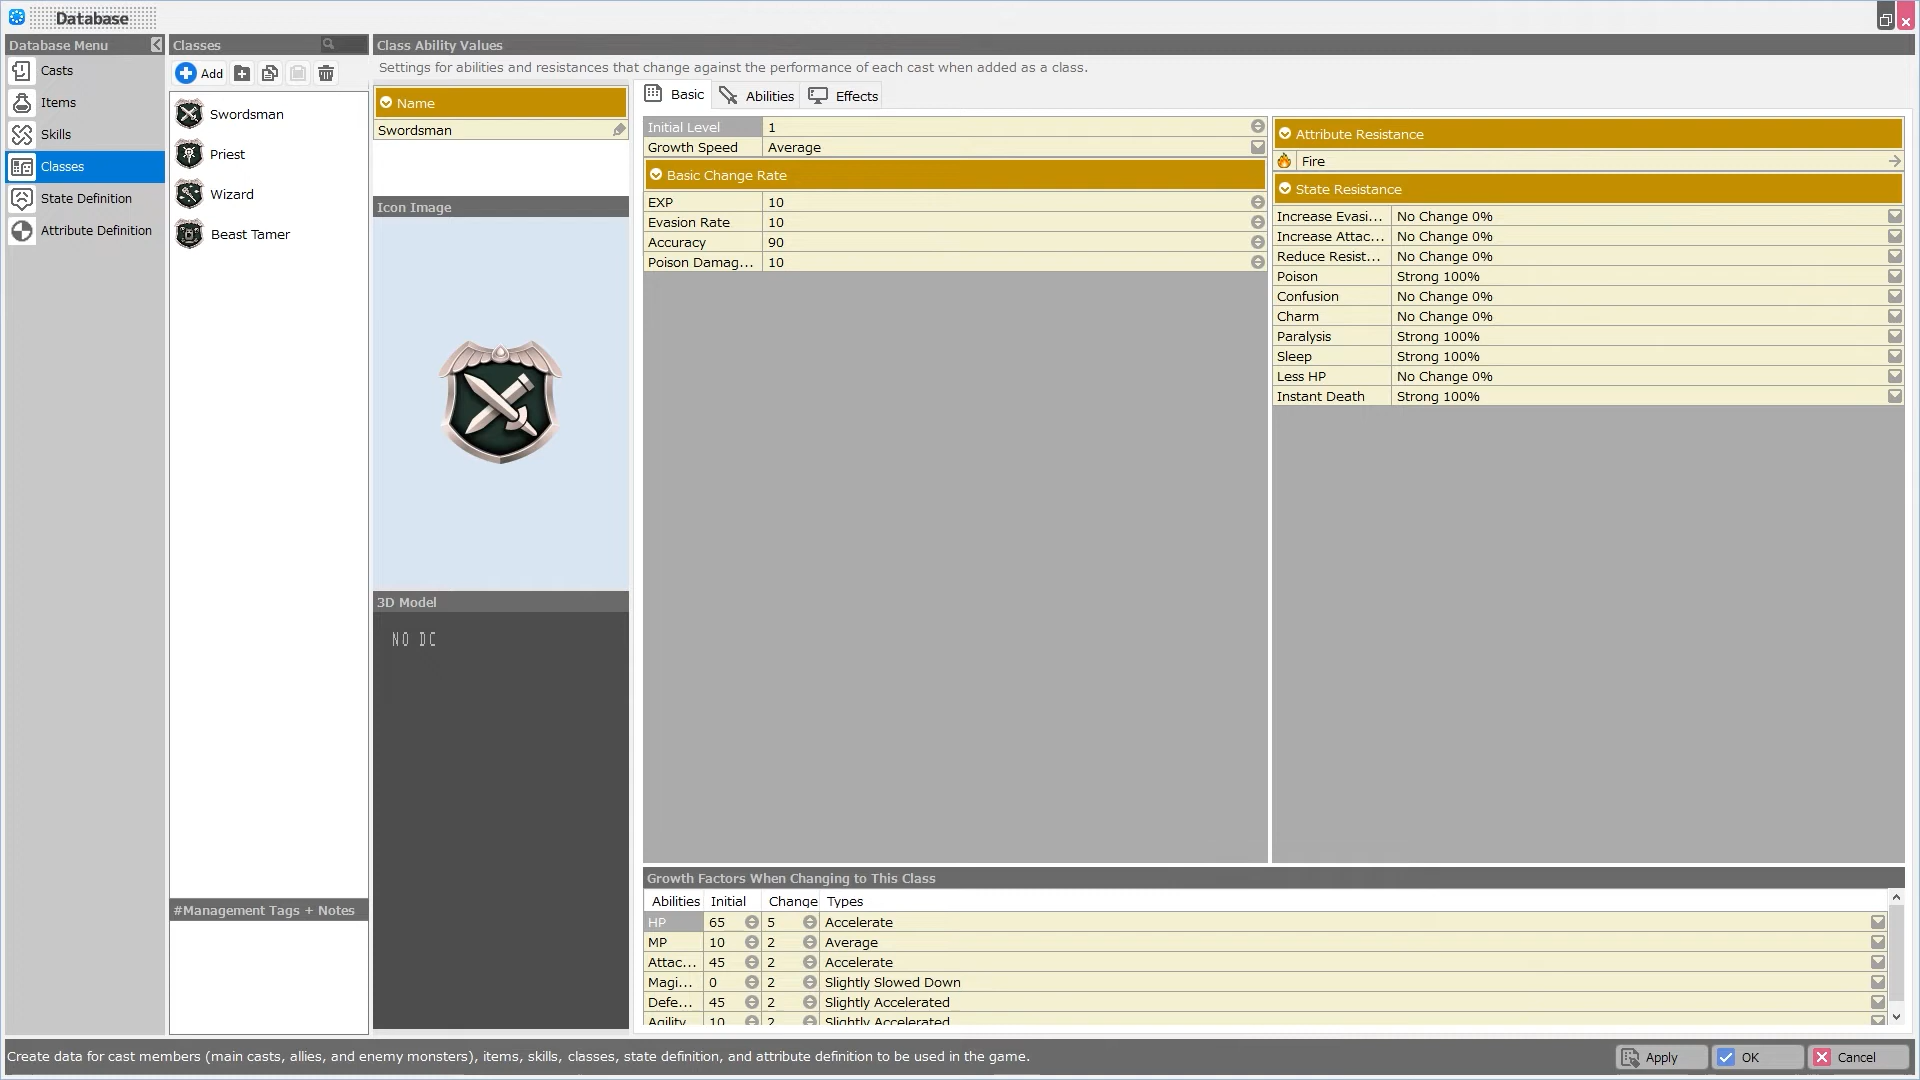 Database
Database Menu
Casts
Items
Skills
Classes
State Definition
Attribute Definition
Classes
Add
Swordsman
Priest
Wizard
Beast Tamer
#Management Tags + Notes
Class Ability Values
Settings for abilities and resistances that change against the performance of each cast when added as a class.
Name
Swordsman
Icon Image
3D Model
NO DC
Basic
Abilities
Effects
Initial Level 1
Growth Speed Average
Basic Change Rate
EXP 10
Evasion Rate 10
Accuracy 90
Poison Damag... 10
Attribute Resistance
Fire
State Resistance
Increase Evasi... No Change 0%
Increase Attac... No Change 0%
Reduce Resist... No Change 0%
Poison Strong 100%
Confusion No Change 0%
Charm No Change 0%
Paralysis Strong 100%
Sleep Strong 100%
Less HP No Change 0%
Instant Death Strong 100%
Growth Factors When Changing to This Class
Abilities Initial Change Types
HP 65 5 Accelerate
MP 10 2 Average
Attac... 45 2 Accelerate
Magi... 0 2 Slightly Slowed Down
Defe... 45 2 Slightly Accelerated
Agility 10 2 Slightly Accelerated
Create data for cast members (main casts, allies, and enemy monsters), items, skills, classes, state definition, and attribute definition to be used in the game.
Apply
OK
Cancel